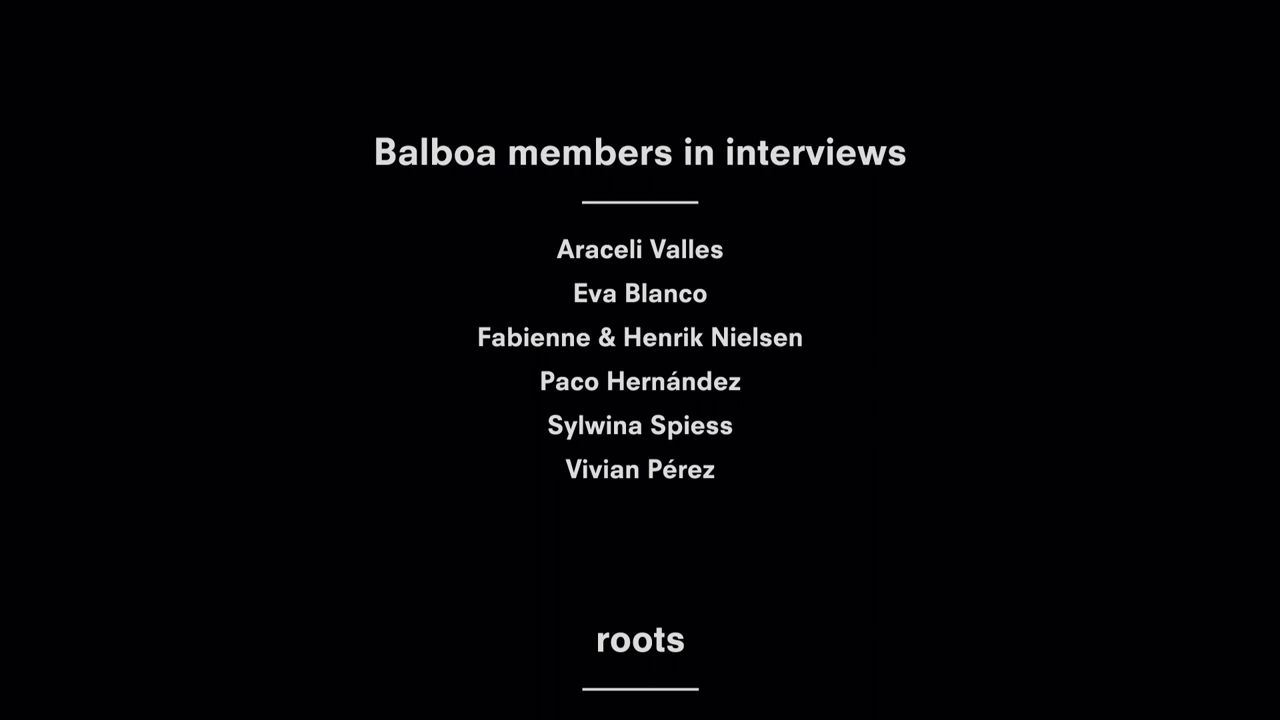 Balboa members in interviews
Araceli Valles
Eva Blanco
Fabienne & Henrik Nielsen
Paco Hernández
Sylwina Spiess
Vivian Pérez
roots